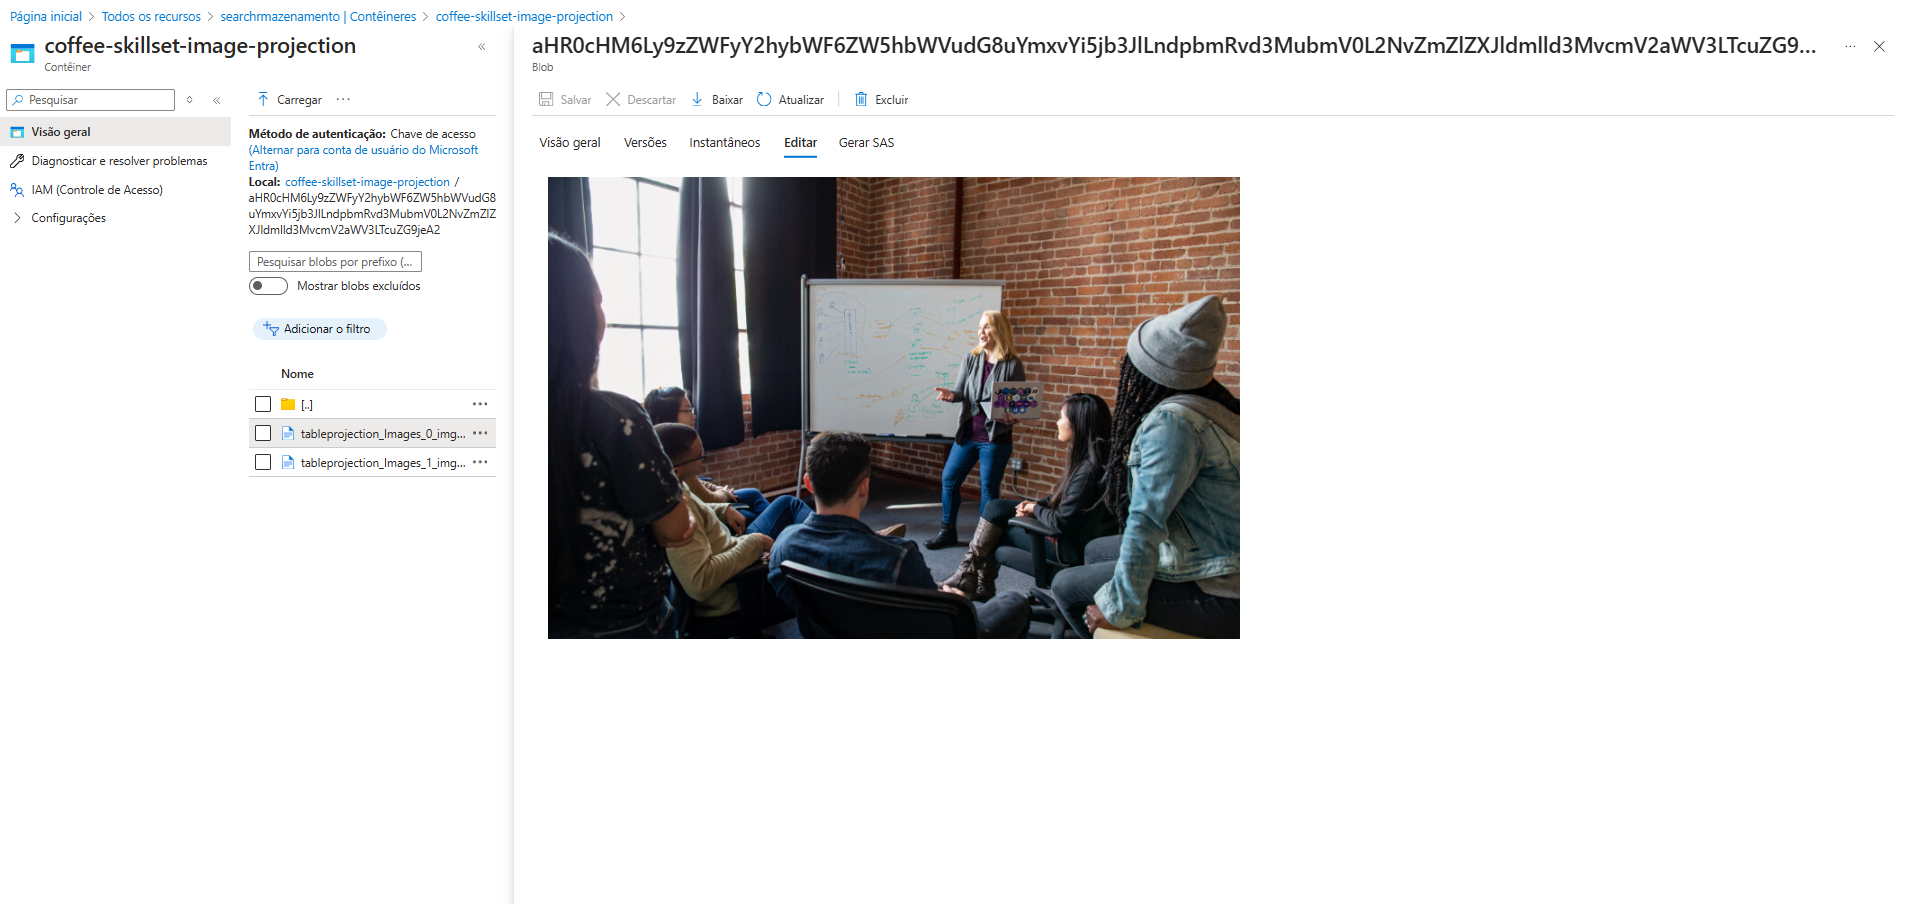 Página inicial > Todos os recursos > searchrmazenamento | Contêineres > coffee-skillset-image-projection >
coffee-skillset-image-projection
Contêiner
Pesquisar
Visão geral
Diagnosticar e resolver problemas
IAM (Controle de Acesso)
Configurações
Carregar
Método de autenticação: Chave de acesso
(Alternar para conta de usuário do Microsoft
Entra)
Local: coffee-skillset-image-projection /
aHR0cHM6Ly9zZWFyY2hybWF6ZW5hbWVudG8
uYmxvYi5jb3JlLndpbmRvd3MubmV0L2NvZmZlZ
XJldmlld3MvcmV2aWV3LTcuZG9jeA2
Pesquisar blobs por prefixo (...
Mostrar blobs excluídos
Adicionar o filtro
Nome
[..]
tableprojection_Images_0_img...
tableprojection_Images_1_img...
aHR0cHM6Ly9zZWFyY2hybWF6ZW5hbWVudG8uYmxvYi5jb3JlLndpbmRvd3MubmV0L2NvZmZlZXJldmlld3MvcmV2aWV3LTcuZG9...
Blob
Salvar Descartar Baixar Atualizar Excluir
Visão geral Versões Instantâneos Editar Gerar SAS